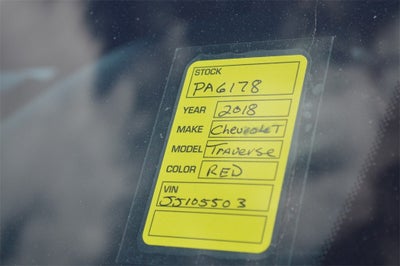 STOCK
PA6178
YEAR 2018
MAKE Chevrolet
MODEL Traverse
COLOR RED
VIN
JJ105503